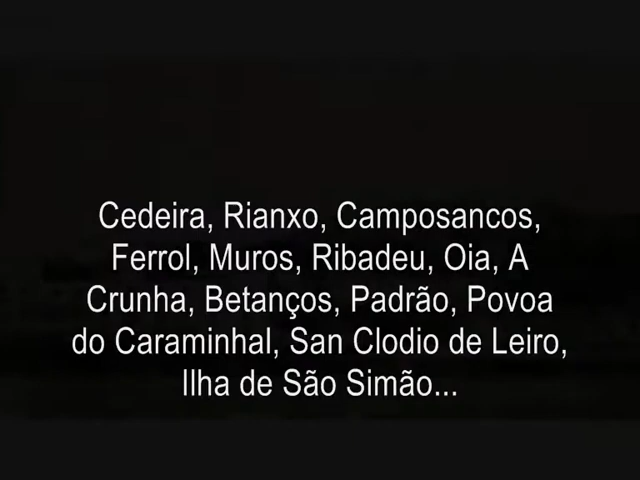 Cedeira, Rianxo, Camposancos,
Ferrol, Muros, Ribadeu, Oia, A
Crunha, Betanços, Padrão, Povoa
do Caraminhal, San Clodio de Leiro,
Ilha de São Simão...